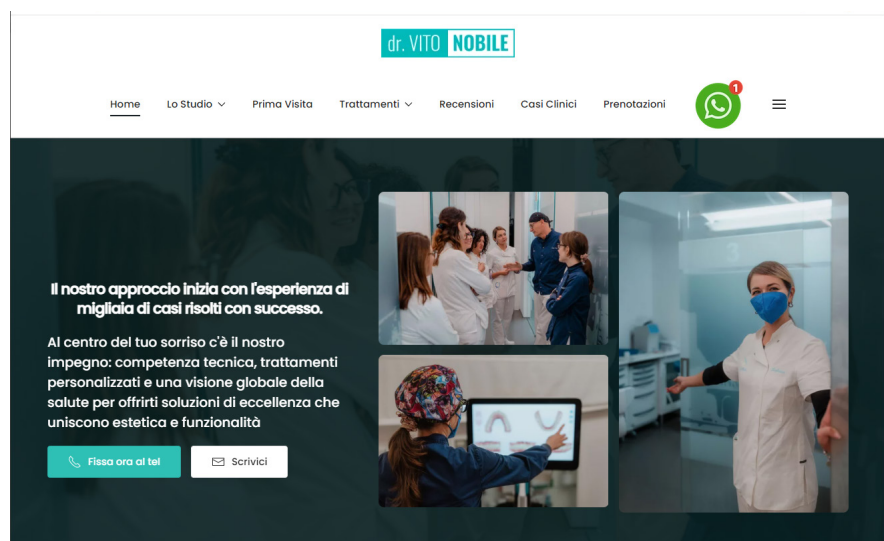 dr. VITO NOBILE
Home Lo Studio Prima Visita Trattamenti Recensioni Casi Clinici Prenotazioni 1
Il nostro approccio inizia con l'esperienza di
migliaia di casi risolti con successo.
Al centro del tuo sorriso c'è il nostro
impegno: competenza tecnica, trattamenti
personalizzati e una visione globale della
salute per offrirti soluzioni di eccellenza che
uniscono estetica e funzionalità
Fissa ora al tel Scrivici
3